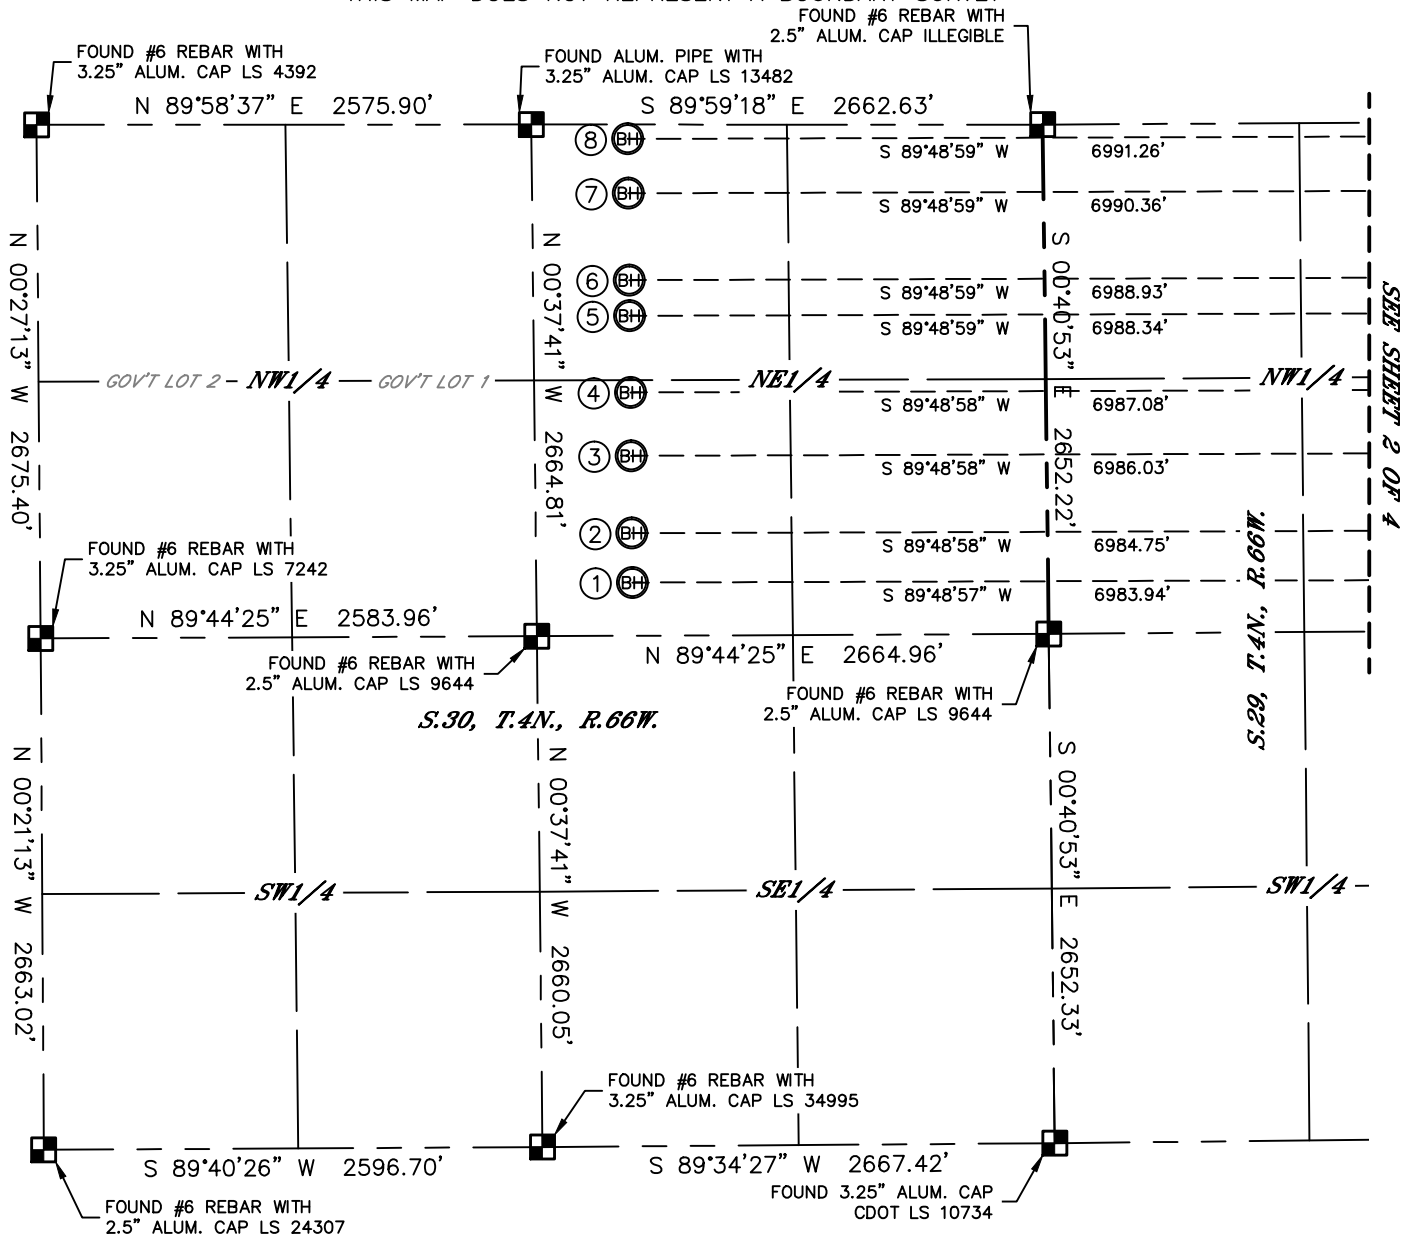 THIS MAP DOES NOT REPRESENT A BOUNDARY SURVEY
FOUND #6 REBAR WITH
2.5" ALUM. CAP ILLEGIBLE
FOUND #6 REBAR WITH
3.25" ALUM. CAP LS 4392
FOUND ALUM. PIPE WITH
3.25" ALUM. CAP LS 13482
N 89°58'37" E 2575.90'
S 89°59'18" E 2662.63'
8 BH
S 89°48'59" W 6991.26'
7 BH
S 89°48'59" W 6990.36'
6 BH
S 89°48'59" W 6988.93'
5 BH
S 89°48'59" W 6988.34'
4 BH
S 89°48'58" W 6987.08'
3 BH
S 89°48'58" W 6986.03'
2 BH
S 89°48'58" W 6984.75'
1 BH
S 89°48'57" W 6983.94'
N 00°27'13" W 2675.40'
N 00°37'41" W 2664.81'
S 00°40'53" E 2652.22'
SEE SHEET 2 OF 4
GOV'T LOT 2
NW1/4
GOV'T LOT 1
NE1/4
NW1/4
FOUND #6 REBAR WITH
3.25" ALUM. CAP LS 7242
N 89°44'25" E 2583.96'
FOUND #6 REBAR WITH
2.5" ALUM. CAP LS 9644
N 89°44'25" E 2664.96'
FOUND #6 REBAR WITH
2.5" ALUM. CAP LS 9644
S.30, T.4N., R.66W.
S.29, T.4N., R.66W.
N 00°21'13" W 2663.02'
N 00°37'41" W 2660.05'
S 00°40'53" E 2652.33'
SW1/4
SE1/4
SW1/4
FOUND #6 REBAR WITH
3.25" ALUM. CAP LS 34995
S 89°40'26" W 2596.70'
S 89°34'27" W 2667.42'
FOUND 3.25" ALUM. CAP
CDOT LS 10734
FOUND #6 REBAR WITH
2.5" ALUM. CAP LS 24307